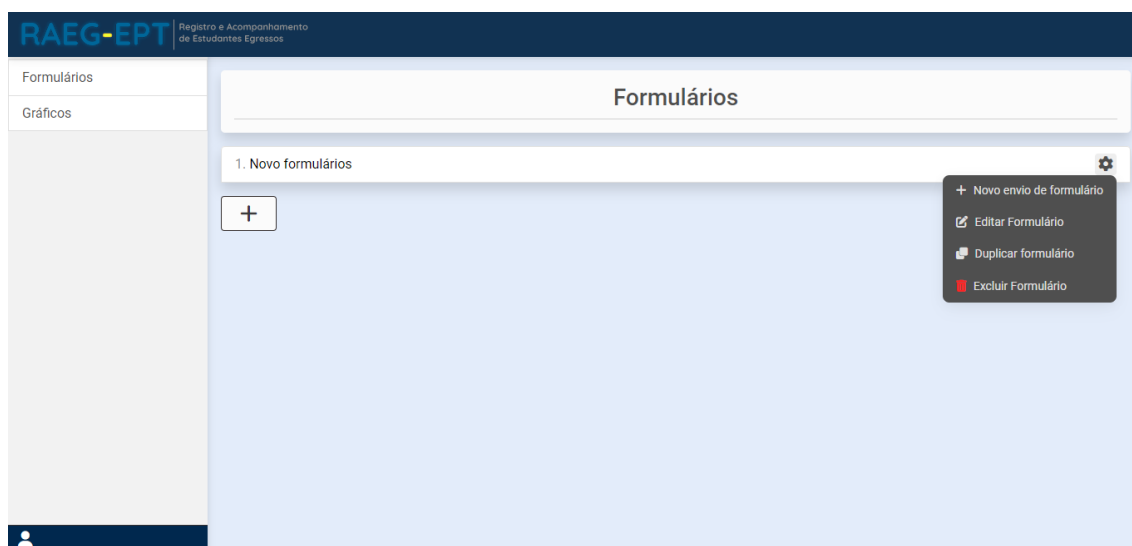 RAEG-EPT
Registro e Acompanhamento
de Estudantes Egressos
Formulários
Gráficos
Formulários
1. Novo formulários
+ Novo envio de formulário
Editar Formulário
Duplicar formulário
Excluir Formulário
+